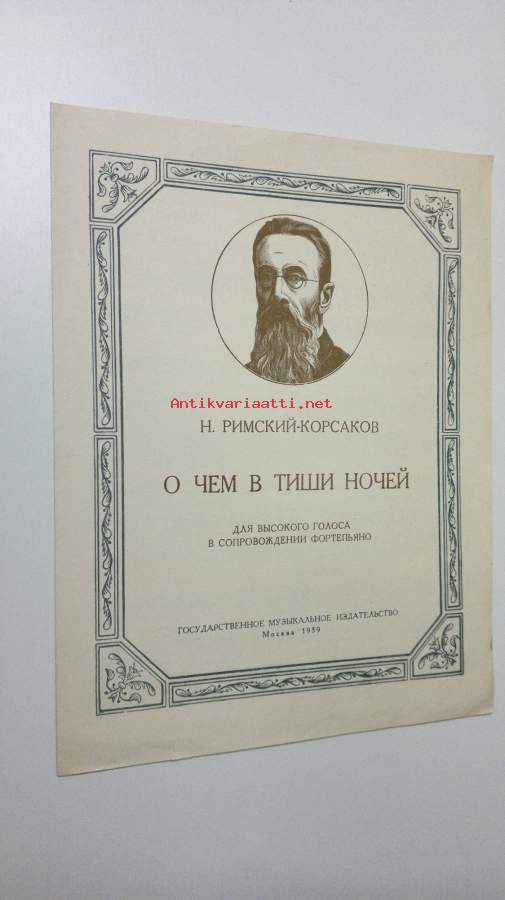 Antikvariaatti.net
Н. РИМСКИЙ-КОРСАКОВ
О ЧЕМ В ТИШИ НОЧЕЙ
ДЛЯ ВЫСОКОГО ГОЛОСА
В СОПРОВОЖДЕНИИ ФОРТЕПЬЯНО
ГОСУДАРСТВЕННОЕ МУЗЫКАЛЬНОЕ ИЗДАТЕЛЬСТВО
Москва 1959